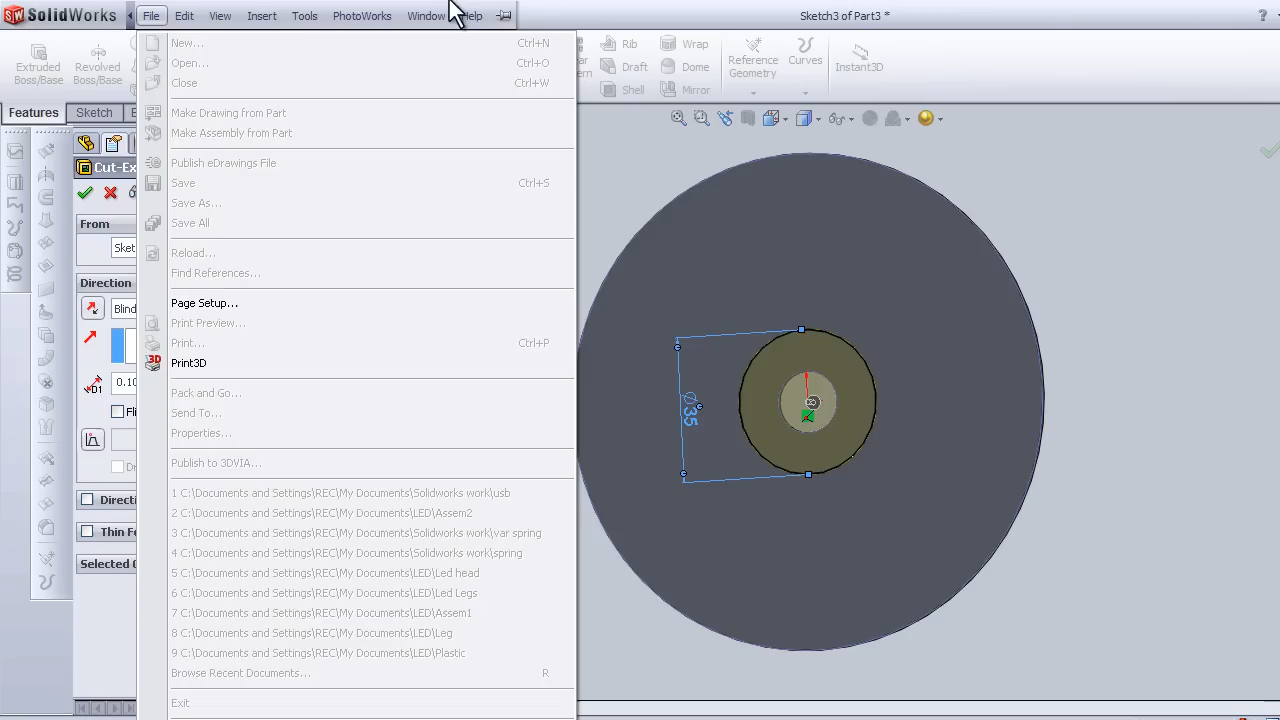 SolidWorks
File Edit View Insert Tools PhotoWorks Window Help
Sketch3 of Part3 *
?
Extruded Boss/Base
Revolved Boss/Base
Rib
Draft
Shell
Wrap
Dome
Mirror
Reference Geometry
Curves
Instant3D
Features
Sketch
New... Ctrl+N
Open... Ctrl+O
Close Ctrl+W
Make Drawing from Part
Make Assembly from Part
Publish eDrawings File
Save Ctrl+S
Save As...
Save All
Reload...
Find References...
Page Setup...
Print Preview...
Print... Ctrl+P
3D Print3D
Pack and Go...
Send To...
Properties...
Publish to 3DVIA...
1 C:\Documents and Settings\REC\My Documents\Solidworks work\usb
2 C:\Documents and Settings\REC\My Documents\LED\Assem2
3 C:\Documents and Settings\REC\My Documents\Solidworks work\var spring
4 C:\Documents and Settings\REC\My Documents\Solidworks work\spring
5 C:\Documents and Settings\REC\My Documents\LED\Led head
6 C:\Documents and Settings\REC\My Documents\LED\Led Legs
7 C:\Documents and Settings\REC\My Documents\LED\Assem1
8 C:\Documents and Settings\REC\My Documents\LED\Leg
9 C:\Documents and Settings\REC\My Documents\LED\Plastic
Browse Recent Documents... R
Exit
Cut-Ex
From
Sket
Direction
Blind
D1
0.10
Fli
Dr
Directi
Thin Fe
Selected
Ø35